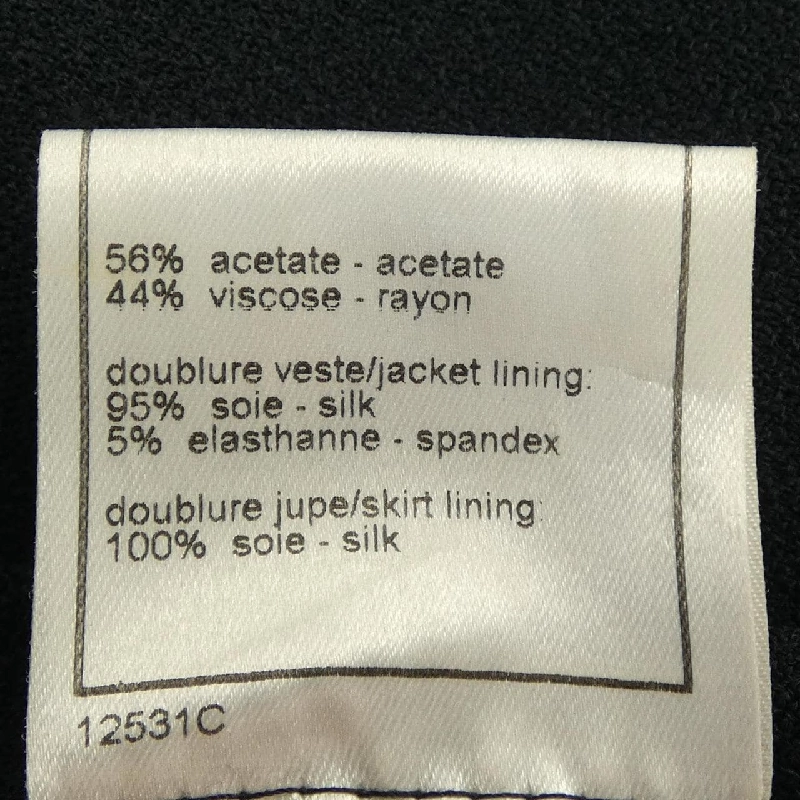 56% acetate - acetate
44% viscose - rayon
doublure veste/jacket lining:
95% soie - silk
5% elasthanne - spandex
doublure jupe/skirt lining:
100% soie - silk
12531C